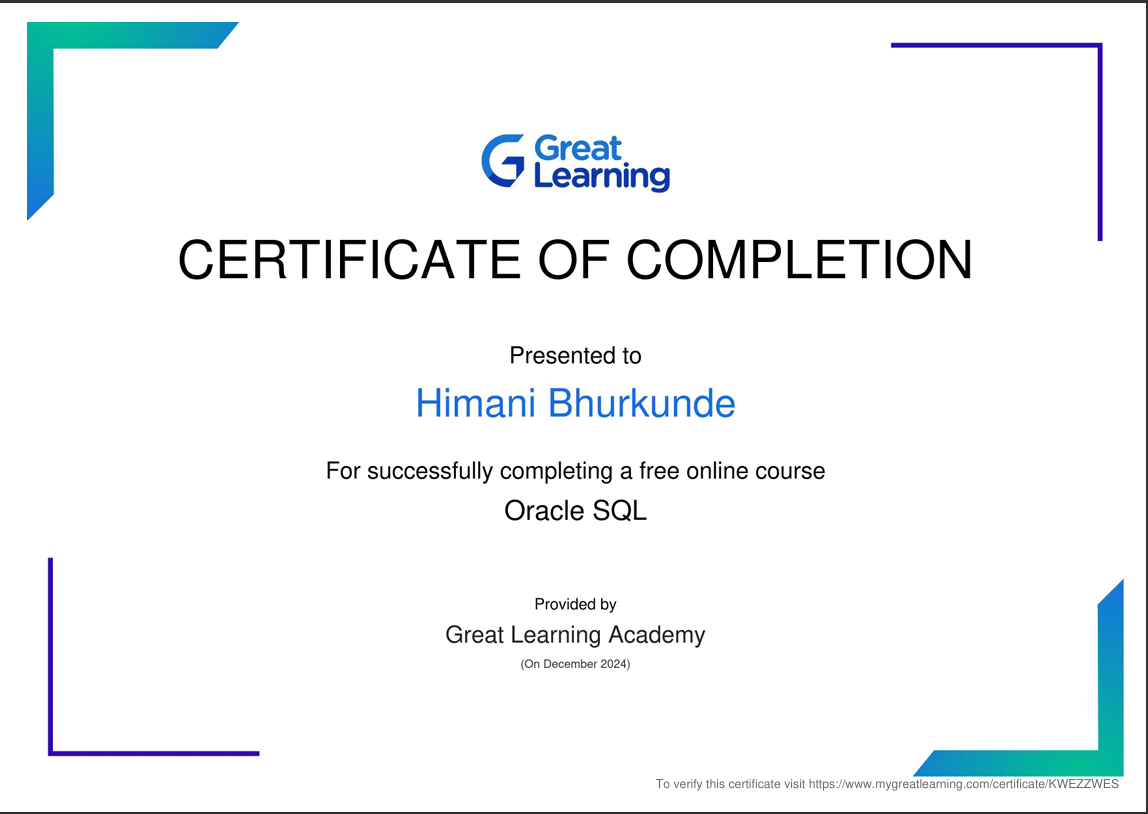 Great
Learning
CERTIFICATE OF COMPLETION
Presented to
Himani Bhurkunde
For successfully completing a free online course
Oracle SQL
Provided by
Great Learning Academy
(On December 2024)
To verify this certificate visit https://www.mygreatlearning.com/certificate/KWEZZWES